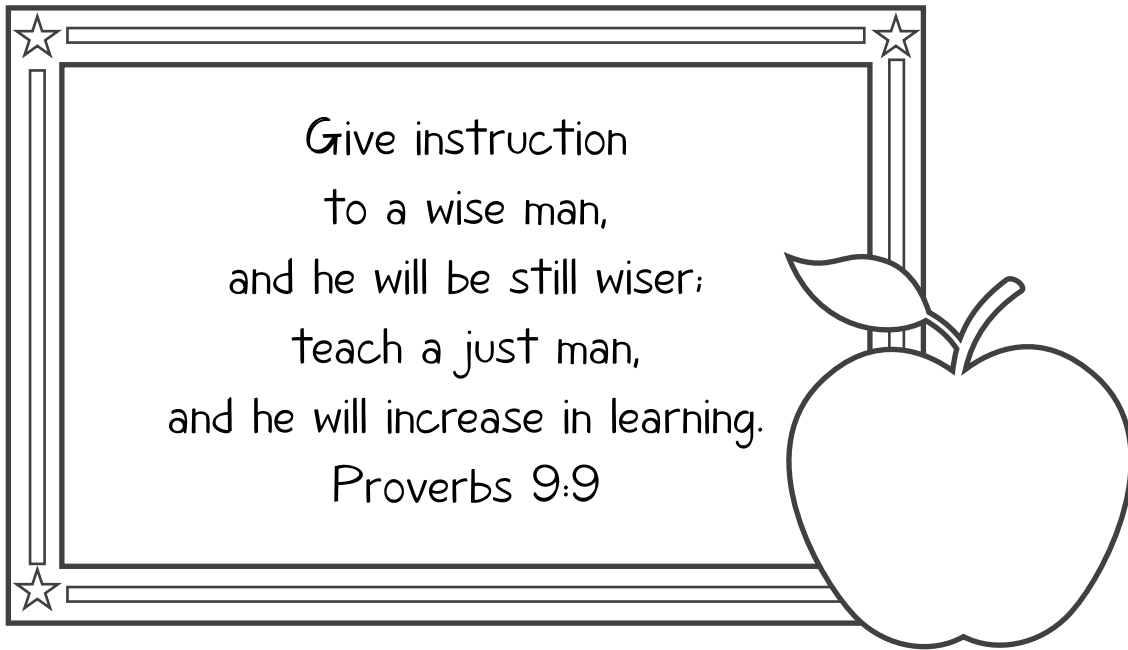 Give instruction
to a wise man,
and he will be still wiser;
teach a just man,
and he will increase in learning.
Proverbs 9:9